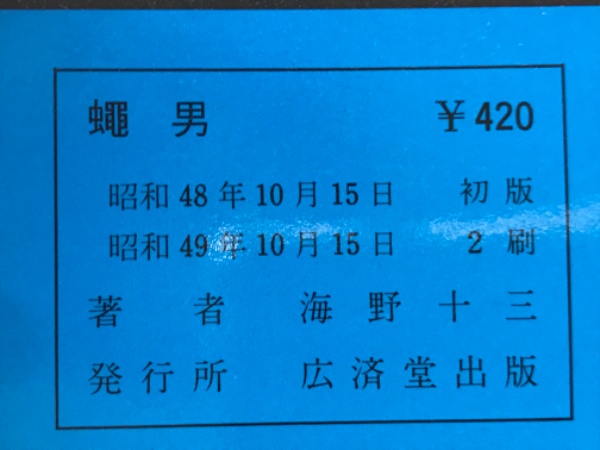 蠅男 ¥420
昭和48年10月15日 初版
昭和49年10月15日 2刷
著者 海野十三
発行所 広済堂出版